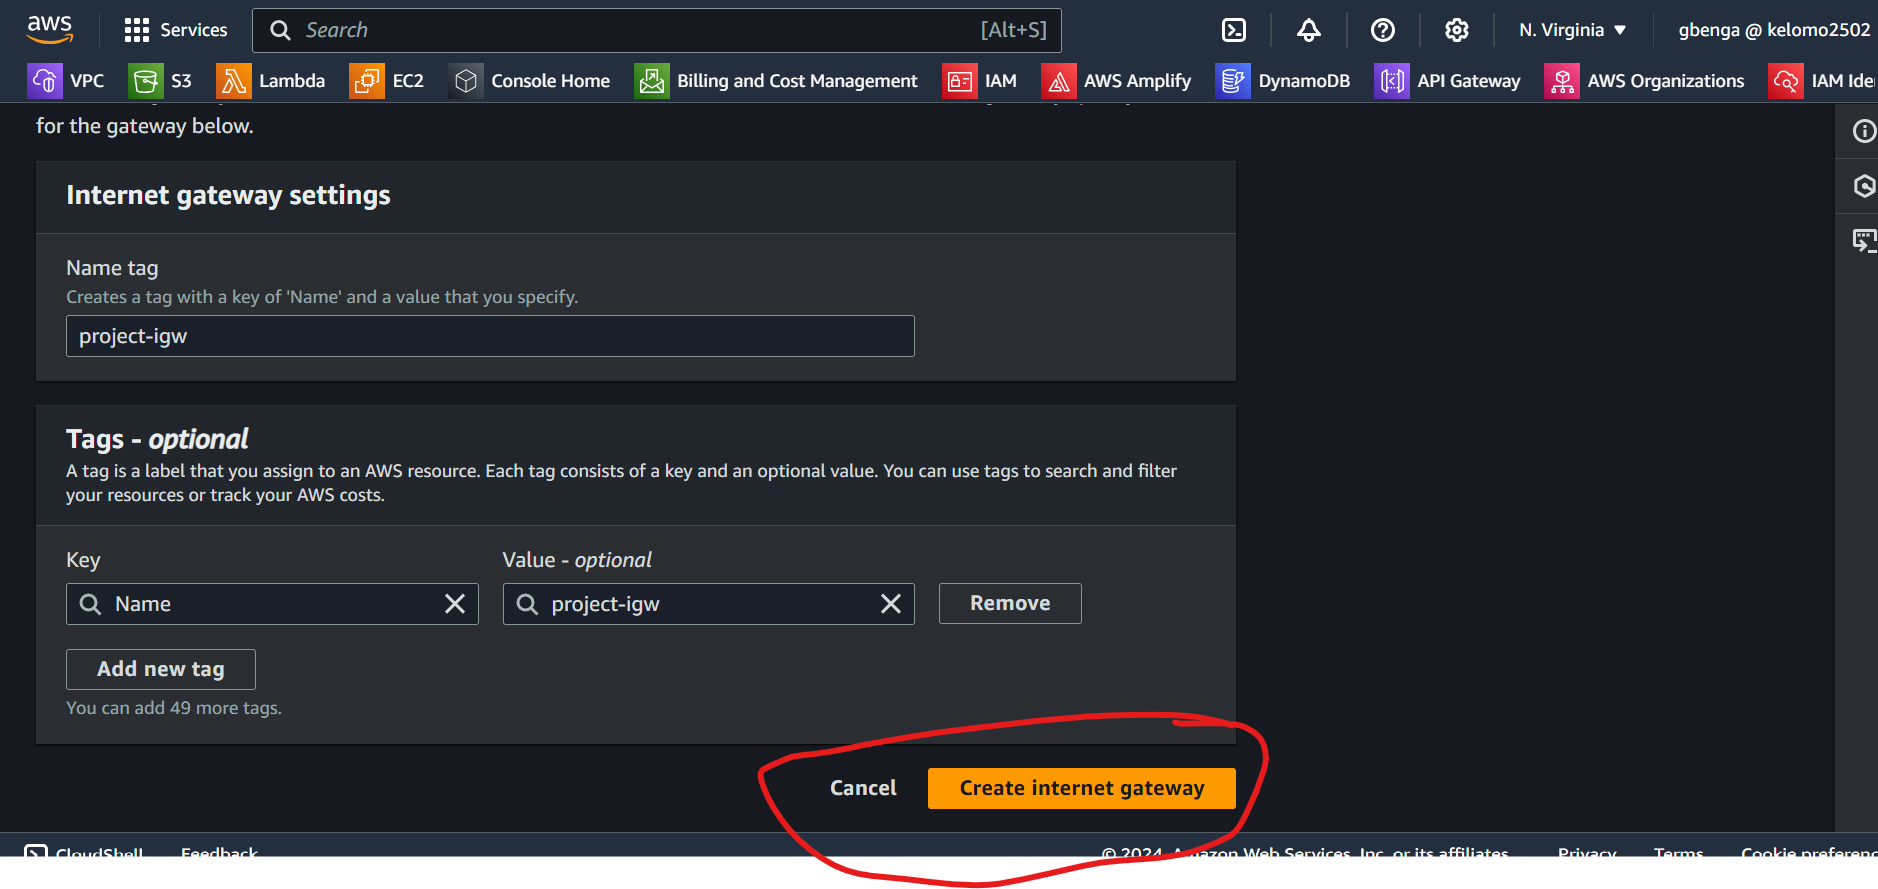 aws
Services
Search
[Alt+S]
N. Virginia
gbenga @ kelomo2502
VPC
S3
Lambda
EC2
Console Home
Billing and Cost Management
IAM
AWS Amplify
DynamoDB
API Gateway
AWS Organizations
IAM Ide
for the gateway below.
Internet gateway settings
Name tag
Creates a tag with a key of 'Name' and a value that you specify.
project-igw
Tags - optional
A tag is a label that you assign to an AWS resource. Each tag consists of a key and an optional value. You can use tags to search and filter
your resources or track your AWS costs.
Key
Value - optional
Name
project-igw
Remove
Add new tag
You can add 49 more tags.
Cancel
Create internet gateway
CloudShell
Feedback
© 2024, Amazon Web Services, Inc. or its affiliates.
Privacy
Terms
Cookie preferenc